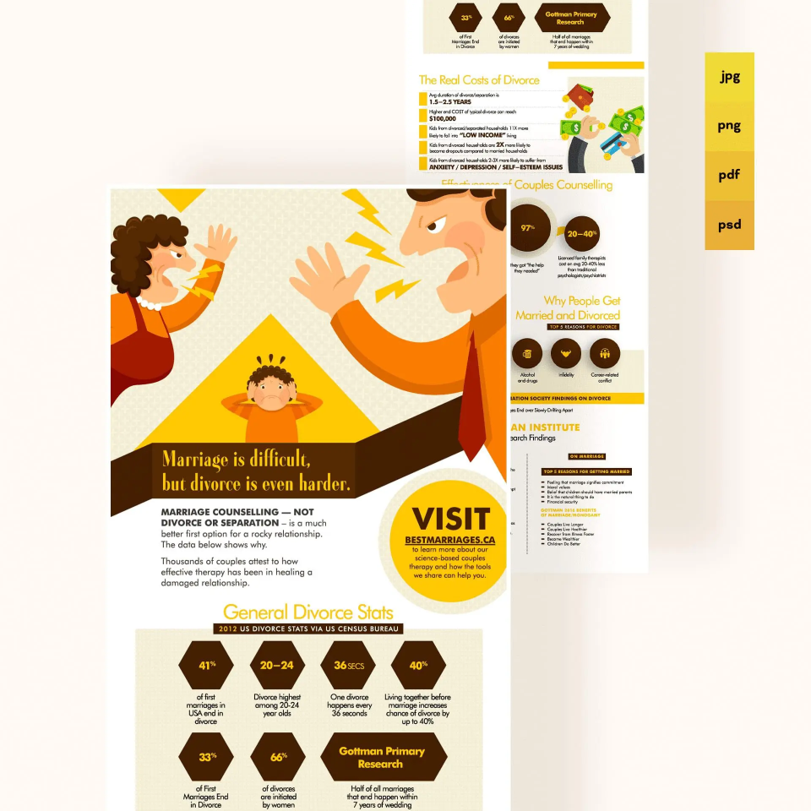 33%
66%
Gottman Primary
Research
of First
Marriages End
in Divorce
of divorces
are initiated
by women
Half of all marriages
that end happen within
7 years of wedding
The Real Costs of Divorce
Avg duration of divorce/separation is
1.5–2.5 YEARS
Higher end COST of typical divorce can reach
$100,000
Kids from divorced/separated households 11X more
likely to fall into "LOW INCOME" living
Kids from divorced households are 2X more likely to
become dropouts compared to married households
Kids from divorced households 2-3X more likely to suffer from
ANXIETY / DEPRESSION / SELF–ESTEEM ISSUES
Effectiveness of Couples Counselling
97%
20–40%
they got "the help
they needed"
Licensed family therapists
cost on avg 20-40% less
than traditional
psychologists/psychiatrists
Why People Get
Married and Divorced
TOP 5 REASONS FOR DIVORCE
Alcohol
and drugs
Infidelity
Career-related
conflict
ATION SOCIETY FINDINGS ON DIVORCE
End over Slowly Drifting Apart
AN INSTITUTE
earch Findings
ON MARRIAGE
TOP 5 REASONS FOR GETTING MARRIED
Feeling that marriage signifies commitment
Moral values
Belief that children should have married parents
It is the natural thing to do
Financial security
Couples Live Longer
Couples Live Healthier
Recover from Illness Faster
Become Wealthier
Children Do Better
jpg
png
pdf
psd
Marriage is difficult,
but divorce is even harder.
MARRIAGE COUNSELLING — NOT
DIVORCE OR SEPARATION – is a much
better first option for a rocky relationship.
The data below shows why.
Thousands of couples attest to how
effective therapy has been in healing a
damaged relationship.
VISIT
BESTMARRIAGES.CA
to learn more about our
science-based couples
therapy and how the tools
we share can help you.
General Divorce Stats
2012 US DIVORCE STATS VIA US CENSUS BUREAU
41%
20–24
36 SECS
40%
of first
marriages in
USA end in
divorce
Divorce highest
among 20-24
year olds
One divorce
happens every
36 seconds
Living together before
marriage increases
chance of divorce by
up to 40%
33%
66%
Gottman Primary
Research
of First
Marriages End
in Divorce
of divorces
are initiated
by women
Half of all marriages
that end happen within
7 years of wedding